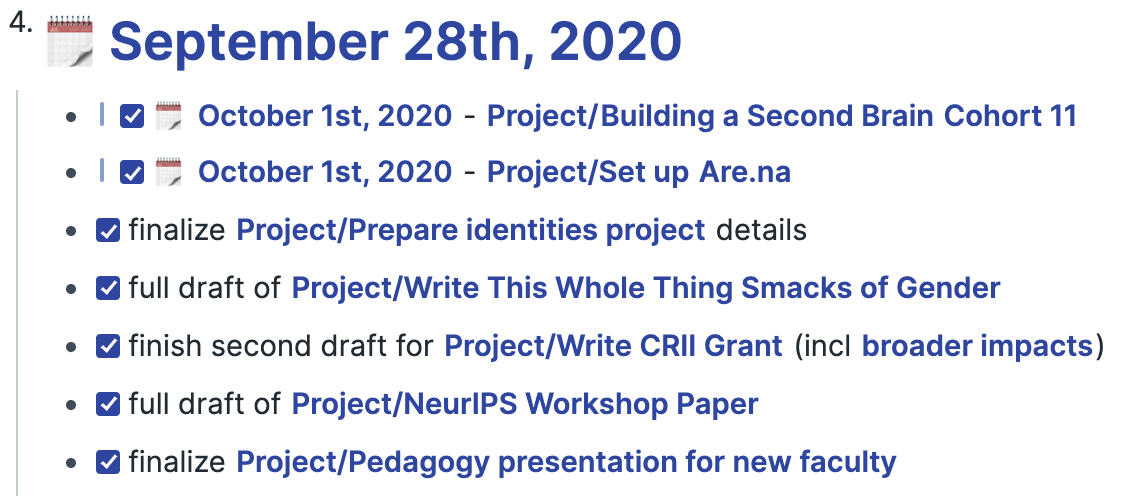 4. September 28th, 2020
October 1st, 2020 - Project/Building a Second Brain Cohort 11
October 1st, 2020 - Project/Set up Are.na
finalize Project/Prepare identities project details
full draft of Project/Write This Whole Thing Smacks of Gender
finish second draft for Project/Write CRII Grant (incl broader impacts)
full draft of Project/NeurIPS Workshop Paper
finalize Project/Pedagogy presentation for new faculty